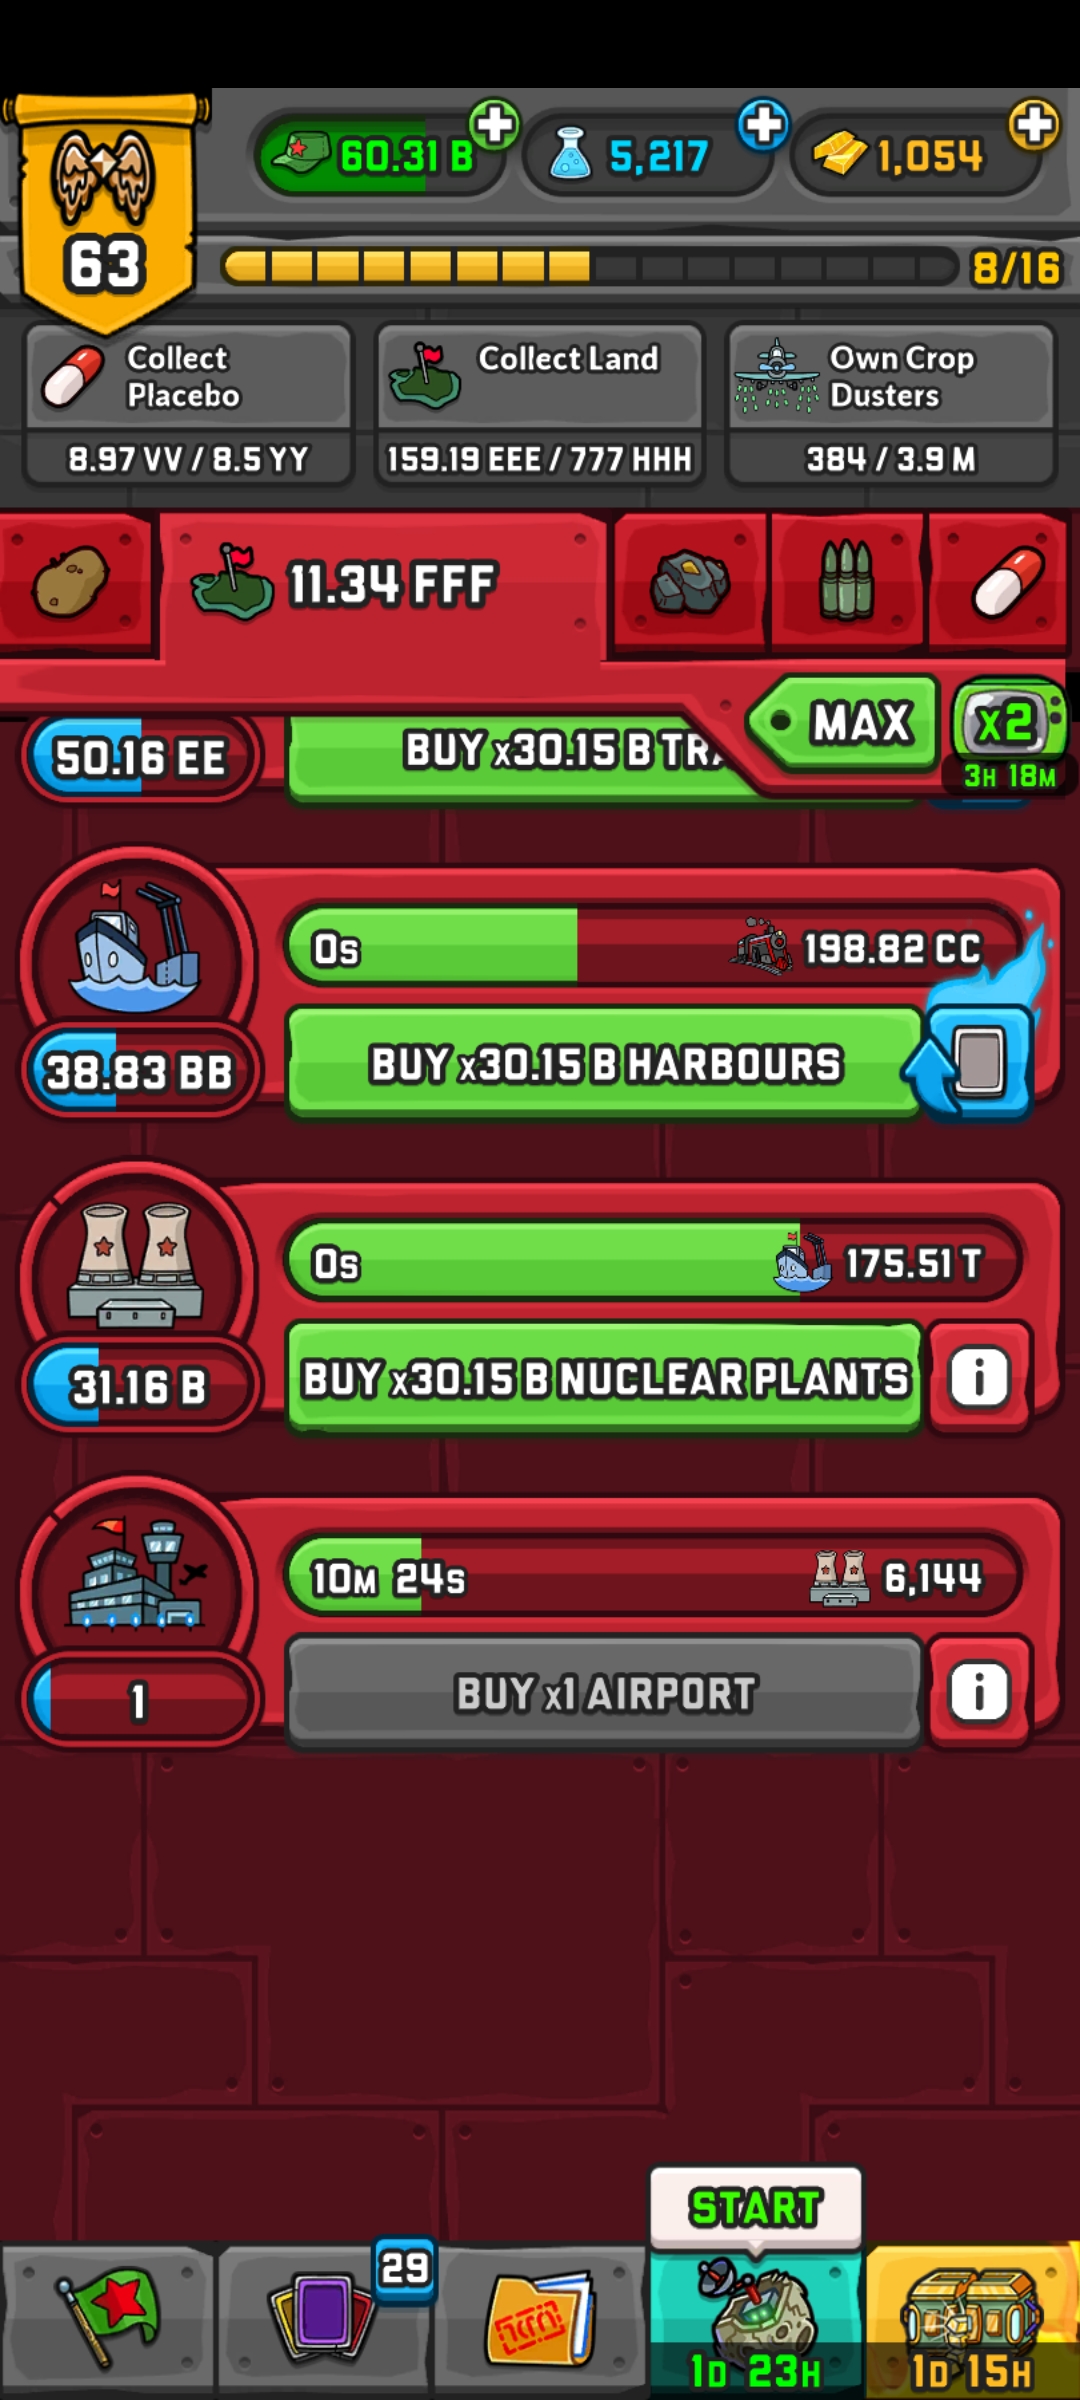 60.31 B
5,217
1,054
63
8/16
Collect
Placebo
8.97 VV / 8.5 YY
Collect Land
159.19 EEE / 777 HHH
Own Crop
Dusters
384 / 3.9 M
11.34 FFF
MAX
x2
3H 18M
50.16 EE
BUY x30.15 B TRA
0s
198.82 CC
38.83 BB
BUY x30.15 B HARBOURS
0s
175.51 T
31.16 B
BUY x30.15 B NUCLEAR PLANTS
i
10M 24s
6,144
1
BUY x1 AIRPORT
i
START
29
1D 23H
1D 15H